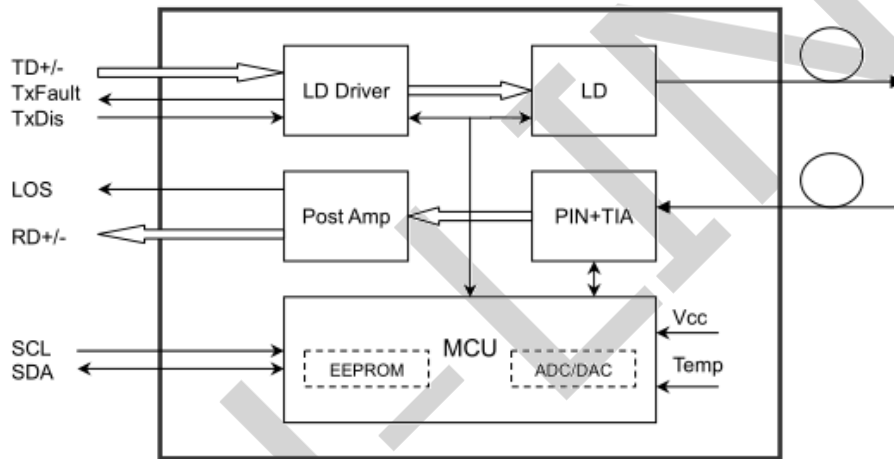 TD+/-
TxFault
TxDis
LD Driver
LD
LOS
RD+/-
Post Amp
PIN+TIA
SCL
SDA
MCU
EEPROM
ADC/DAC
Vcc
Temp